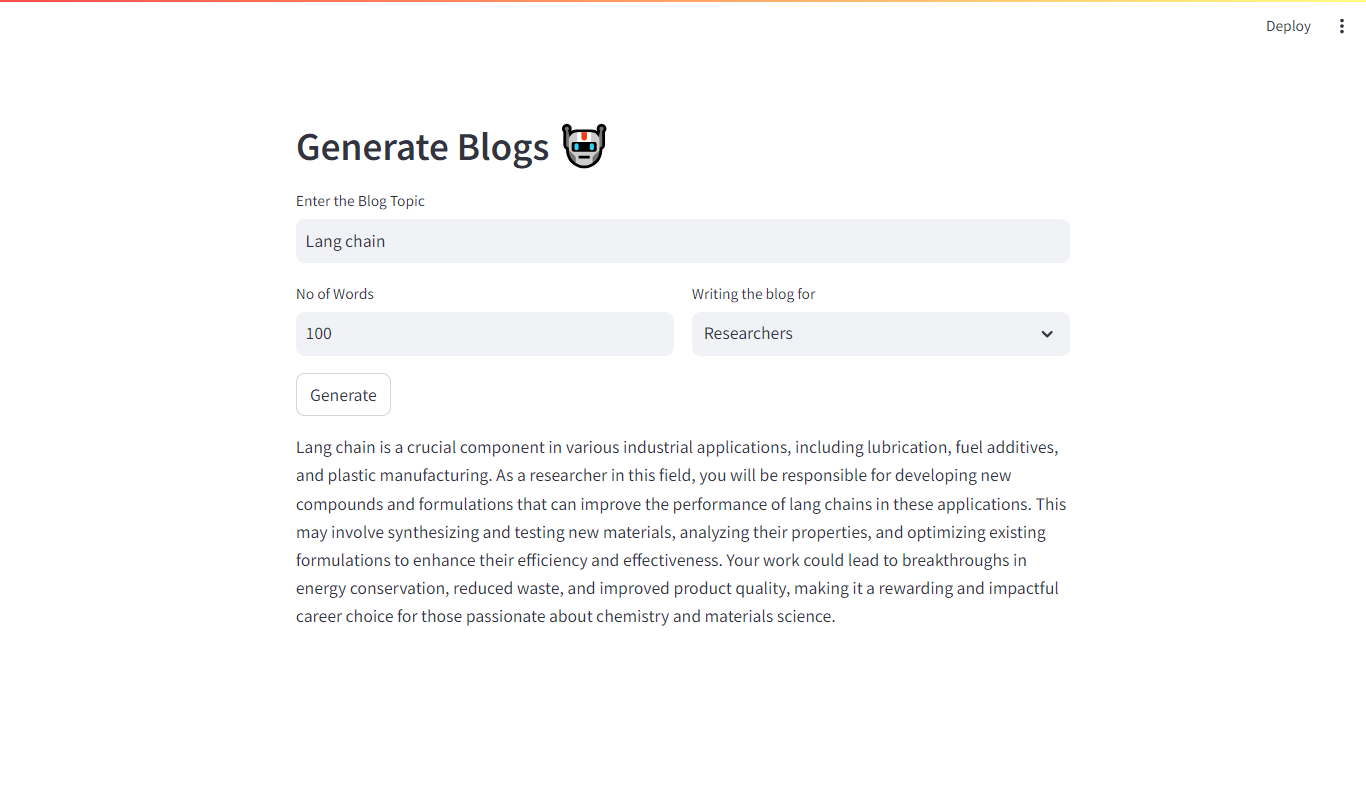 Deploy
Generate Blogs
Enter the Blog Topic
Lang chain
No of Words
Writing the blog for
100
Researchers
Generate
Lang chain is a crucial component in various industrial applications, including lubrication, fuel additives,
and plastic manufacturing. As a researcher in this field, you will be responsible for developing new
compounds and formulations that can improve the performance of lang chains in these applications. This
may involve synthesizing and testing new materials, analyzing their properties, and optimizing existing
formulations to enhance their efficiency and effectiveness. Your work could lead to breakthroughs in
energy conservation, reduced waste, and improved product quality, making it a rewarding and impactful
career choice for those passionate about chemistry and materials science.